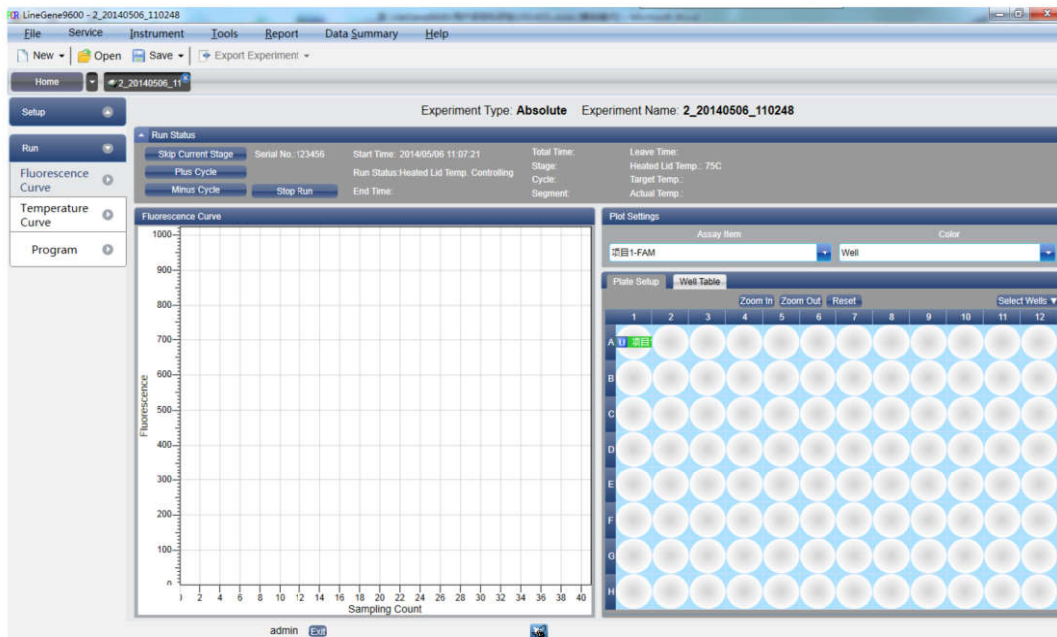 LineGene9600 - 2_20140506_110248
File Service Instrument Tools Report Data Summary Help
New Open Save Export Experiment
Home 2_20140506_11
Setup
Experiment Type: Absolute Experiment Name: 2_20140506_110248
Run Status
Run
Skip Current Stage Serial No.:123456 Start Time: 2014/05/06 11:07:21 Total Time: Leave Time:
Plus Cycle Run Status:Heated Lid Temp. Controlling Stage: Heated Lid Temp.: 75C
Cycle: Target Temp.:
Minus Cycle Stop Run End Time: Segment: Actual Temp.:
Fluorescence Curve
Temperature Curve
Program
Fluorescence Curve
1000
900
800
700
600
500
400
300
200
100
0
Fluorescence
2 4 6 8 10 12 14 16 18 20 22 24 26 28 30 32 34 36 38 40
Sampling Count
Plot Settings
Assay Item Color
项目1-FAM Well
Plate Setup Well Table
Zoom In Zoom Out Reset Select Wells
1 2 3 4 5 6 7 8 9 10 11 12
A U 项目
B
C
D
E
F
G
H
admin Exit